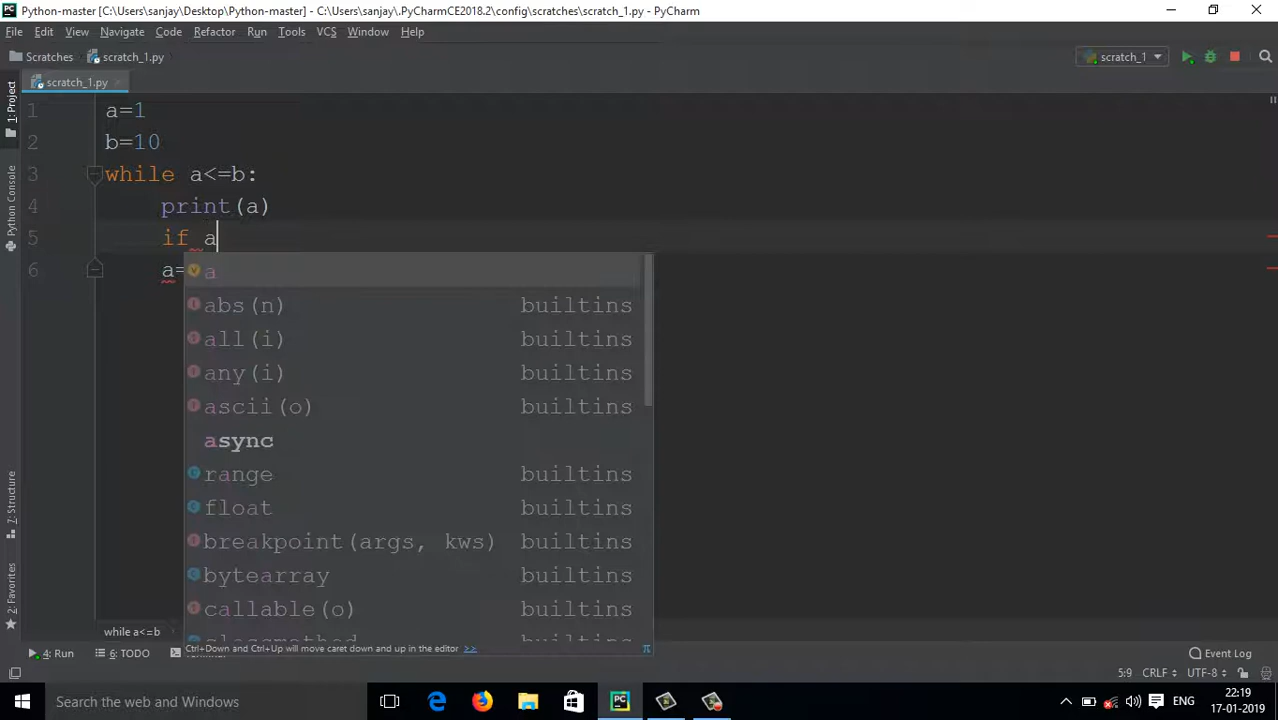 Python-master [C:\Users\sanjay\Desktop\Python-master] - C:\Users\sanjay\.PyCharmCE2018.2\config\scratches\scratch_1.py - PyCharm
File Edit View Navigate Code Refactor Run Tools VCS Window Help
Scratches scratch_1.py scratch_1
scratch_1.py
1: Project
Python Console
7: Structure
2: Favorites
1 a=1
2 b=10
3 while a<=b:
4 print(a)
5 if a
6 a=
a
abs(n) builtins
all(i) builtins
any(i) builtins
ascii(o) builtins
async
range builtins
float builtins
breakpoint(args, kws) builtins
bytearray builtins
callable(o) builtins
classmethod builtins
Ctrl+Down and Ctrl+Up will move caret down and up in the editor >> π
while a<=b
4: Run 6: TODO Event Log
5:9 CRLF UTF-8
Search the web and Windows ENG 22:19
17-01-2019